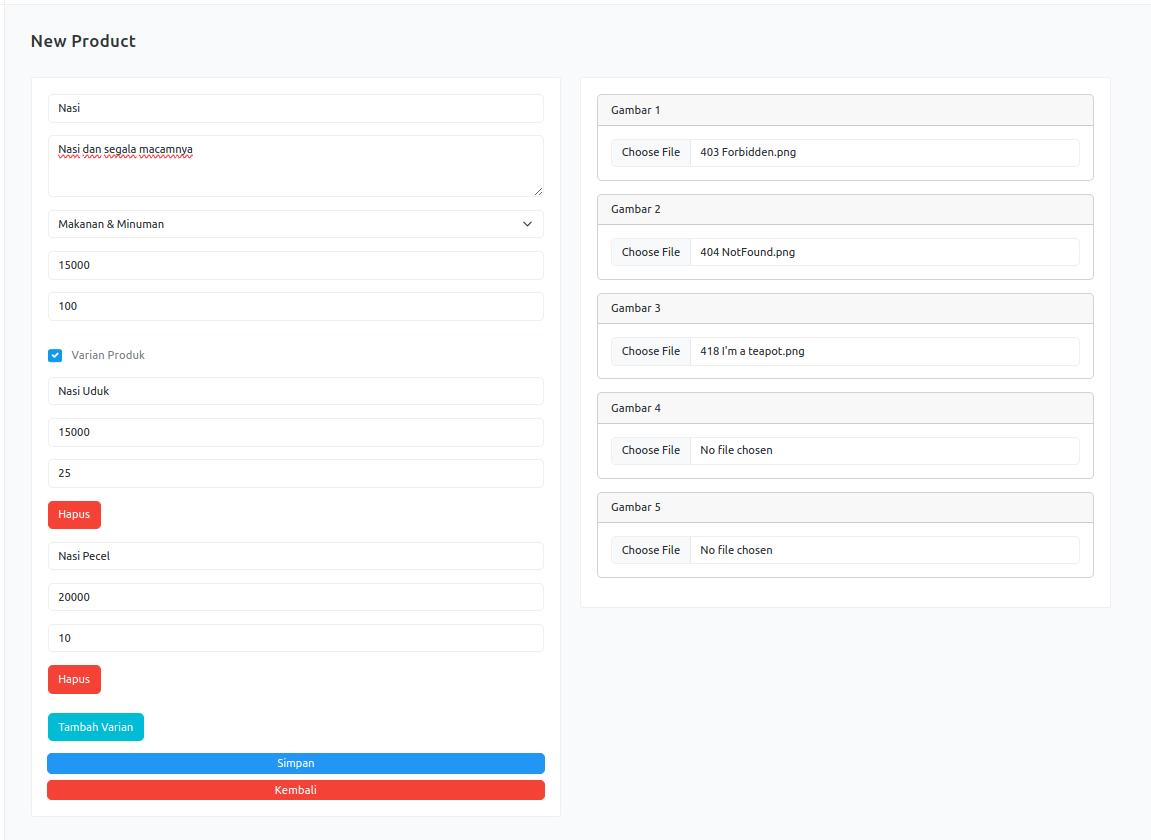 New Product
Nasi
Nasi dan segala macamnya
Makanan & Minuman
15000
100
Varian Produk
Nasi Uduk
15000
25
Hapus
Nasi Pecel
20000
10
Hapus
Tambah Varian
Simpan
Kembali
Gambar 1
Choose File 403 Forbidden.png
Gambar 2
Choose File 404 NotFound.png
Gambar 3
Choose File 418 I'm a teapot.png
Gambar 4
Choose File No file chosen
Gambar 5
Choose File No file chosen